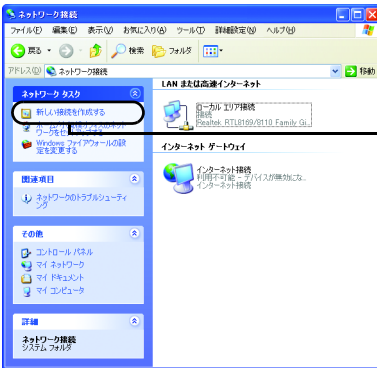 ネットワーク接続
ファイル(F) 編集(E) 表示(V) お気に入り(A) ツール(T) 詳細設定(N) ヘルプ(H)
戻る 検索 フォルダ
アドレス(D) ネットワーク接続 移動
ネットワーク タスク
新しい接続を作成する
Windows ファイアウォールの設定を変更する
関連項目
ネットワークのトラブルシューティング
その他
コントロール パネル
マイ ネットワーク
マイ ドキュメント
マイ コンピュータ
詳細
ネットワーク接続
システム フォルダ
LAN または高速インターネット
ローカル エリア接続
接続
Realtek RTL8169/8110 Family Gi...
インターネット ゲートウェイ
インターネット接続
利用不可能 - デバイスが無効にな...
インターネット接続